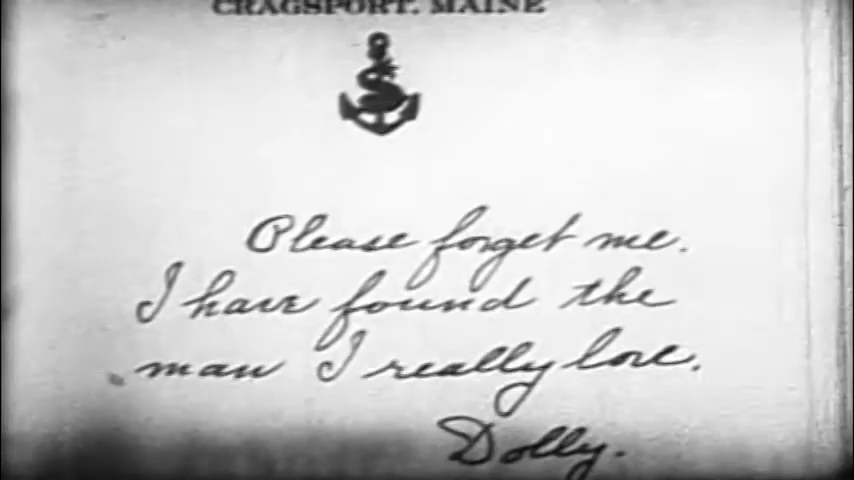 CRAGSPORT, MAINE
Please forget me.
I have found the
man I really love.
Dolly.